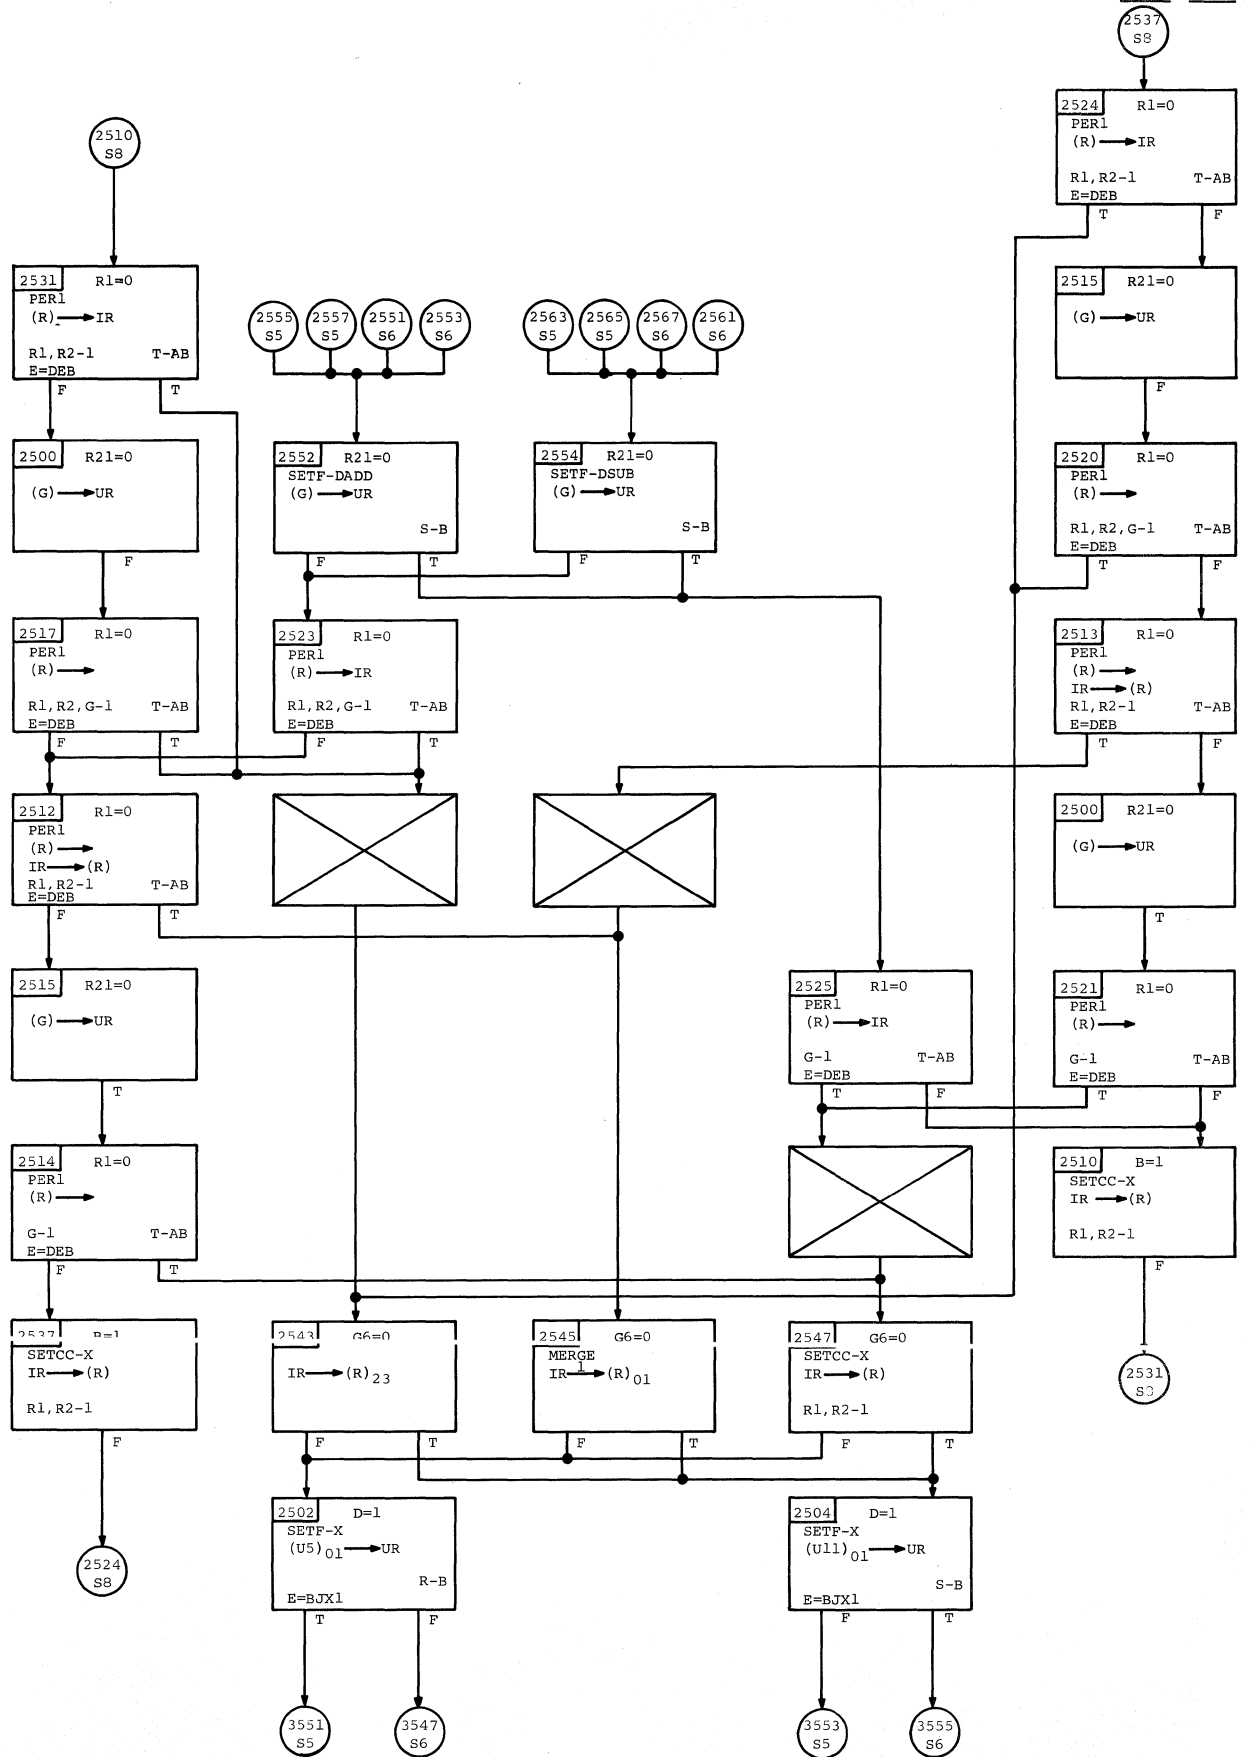 2537
S8
2524 R1=0
PER1
(R) IR
R1,R2-1 T-AB
E=DEB
T F
2510
S8
2531 R1=0
PER1
(R) IR
R1,R2-1 T-AB
E=DEB
F T
2515 R21=0
(G) UR
F
2555
S5
2557
S5
2551
S6
2553
S6
2563
S5
2565
S5
2567
S6
2561
S6
2500 R21=0
(G) UR
F
2552 R21=0
SETF-DADD
(G) UR
S-B
F T
2554 R21=0
SETF-DSUB
(G) UR
S-B
F T
2520 R1=0
PER1
(R)
R1,R2,G-1 T-AB
E=DEB
T F
2517 R1=0
PER1
(R)
R1,R2,G-1 T-AB
E=DEB
F T
2523 R1=0
PER1
(R) IR
R1,R2,G-1 T-AB
E=DEB
F T
2513 R1=0
PER1
(R)
IR (R)
R1,R2-1 T-AB
E=DEB
T F
2512 R1=0
PER1
(R)
IR (R)
R1,R2-1 T-AB
E=DEB
F T
2500 R21=0
(G) UR
T
2515 R21=0
(G) UR
T
2525 R1=0
PER1
(R) IR
G-1 T-AB
E=DEB
T F
2521 R1=0
PER1
(R)
G-1 T-AB
E=DEB
T F
2514 R1=0
PER1
(R)
G-1 T-AB
E=DEB
F T
2510 B=1
SETCC-X
IR (R)
R1,R2-1
F
2537 B=1
SETCC-X
IR (R)
R1,R2-1
F
2543 G6=0
IR (R)23
F T
2545 G6=0
MERGE
1
IR (R)01
F T
2547 G6=0
SETCC-X
IR (R)
R1,R2-1
F T
2531
2502 D=1
SETF-X
(U5)01 UR
R-B
E=BJX1
T F
2504 D=1
SETF-X
(U11)01 UR
S-B
E=BJX1
F T
2524
S8
3551
S5
3547
S6
3553
S5
3555
S6